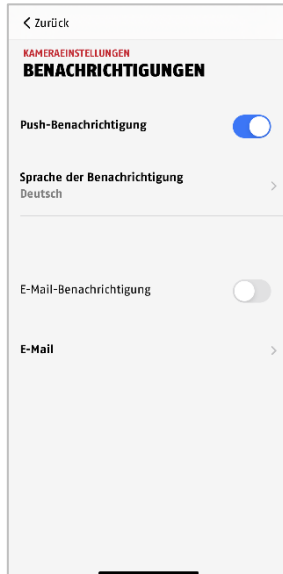 Zurück
KAMERAEINSTELLUNGEN
BENACHRICHTIGUNGEN
Push-Benachrichtigung
Sprache der Benachrichtigung
Deutsch
E-Mail-Benachrichtigung
E-Mail